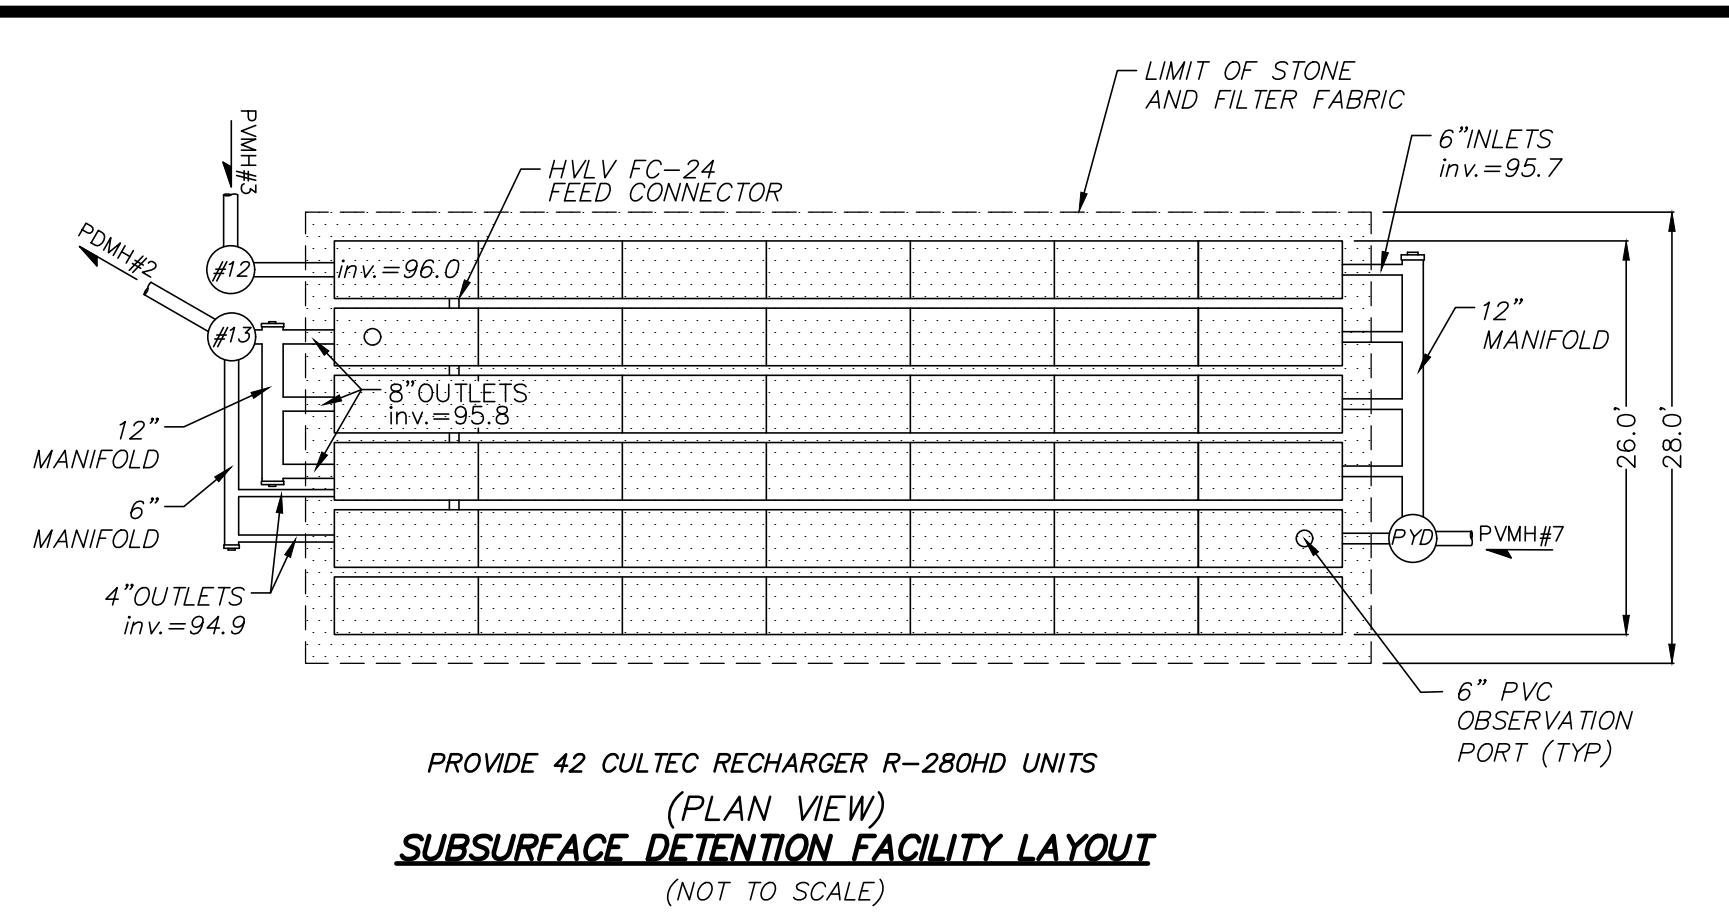 LIMIT OF STONE
AND FILTER FABRIC
6"INLETS
inv.=95.7
PVMH#3
HVLV FC-24
FEED CONNECTOR
PDMH#2
#12
inv.=96.0
#13
12"
MANIFOLD
8"OUTLETS
inv.=95.8
12"
MANIFOLD
6"
MANIFOLD
26.0'
28.0'
PYD
PVMH#7
4"OUTLETS
inv.=94.9
6" PVC
OBSERVATION
PORT (TYP)
PROVIDE 42 CULTEC RECHARGER R-280HD UNITS
(PLAN VIEW)
SUBSURFACE DETENTION FACILITY LAYOUT
(NOT TO SCALE)